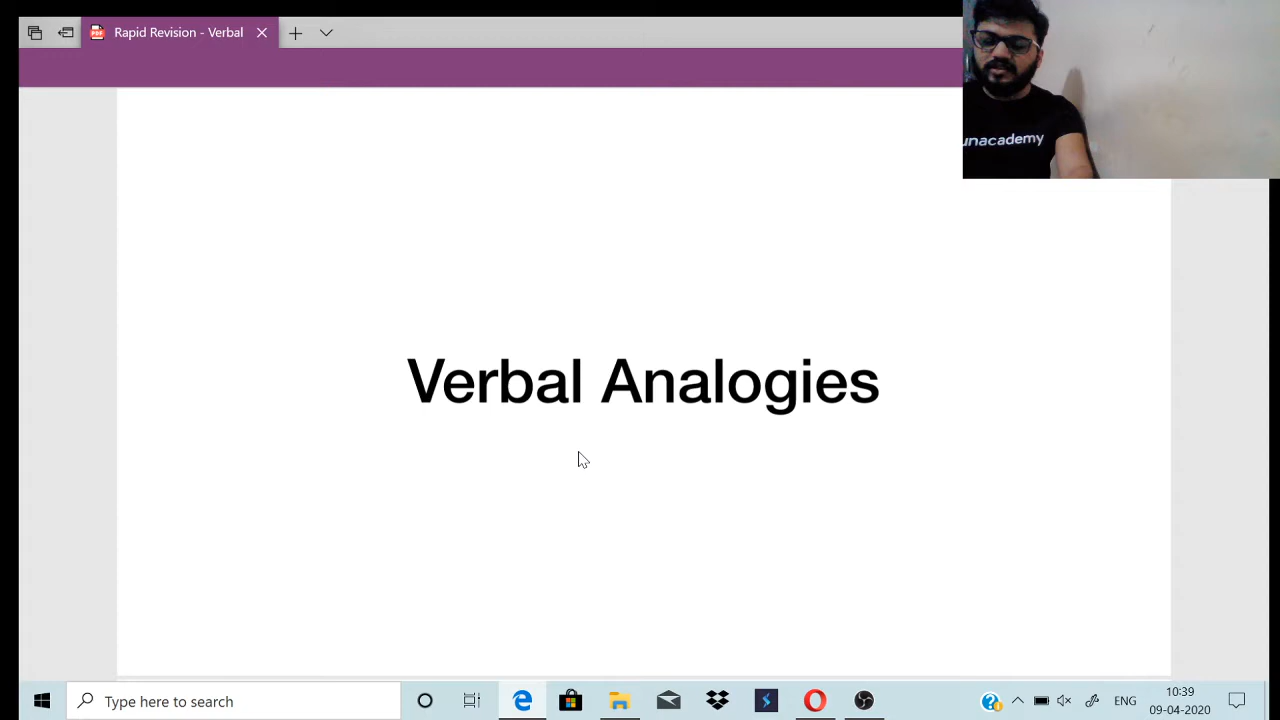 Rapid Revision - Verbal
unacademy
Verbal Analogies
Type here to search
ENG
10:39
09-04-2020